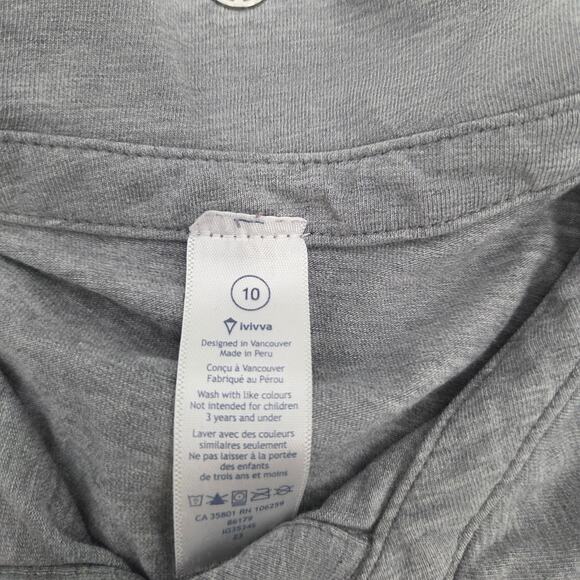 10
ivivva
Designed in Vancouver
Made in Peru
Conçu à Vancouver
Fabriqué au Pérou
Wash with like colours
Not intended for children
3 years and under
Laver avec des couleurs
similaires seulement
Ne pas laisser à la portée
des enfants
de trois ans et moins
CA 35801 RN 106259
86179
IG35245